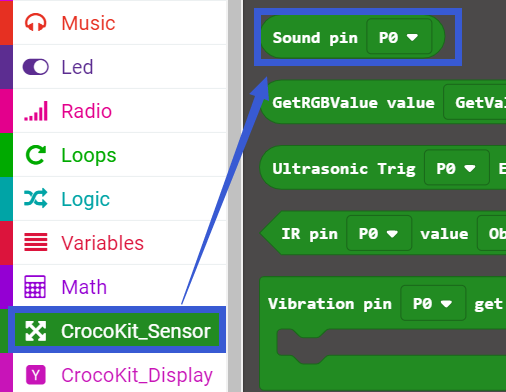 Music
Led
Radio
Loops
Logic
Variables
Math
CrocoKit_Sensor
Y CrocoKit_Display
Sound pin P0
GetRGBValue value GetVal
Ultrasonic Trig P0 E
IR pin P0 value Ob
Vibration pin P0 get